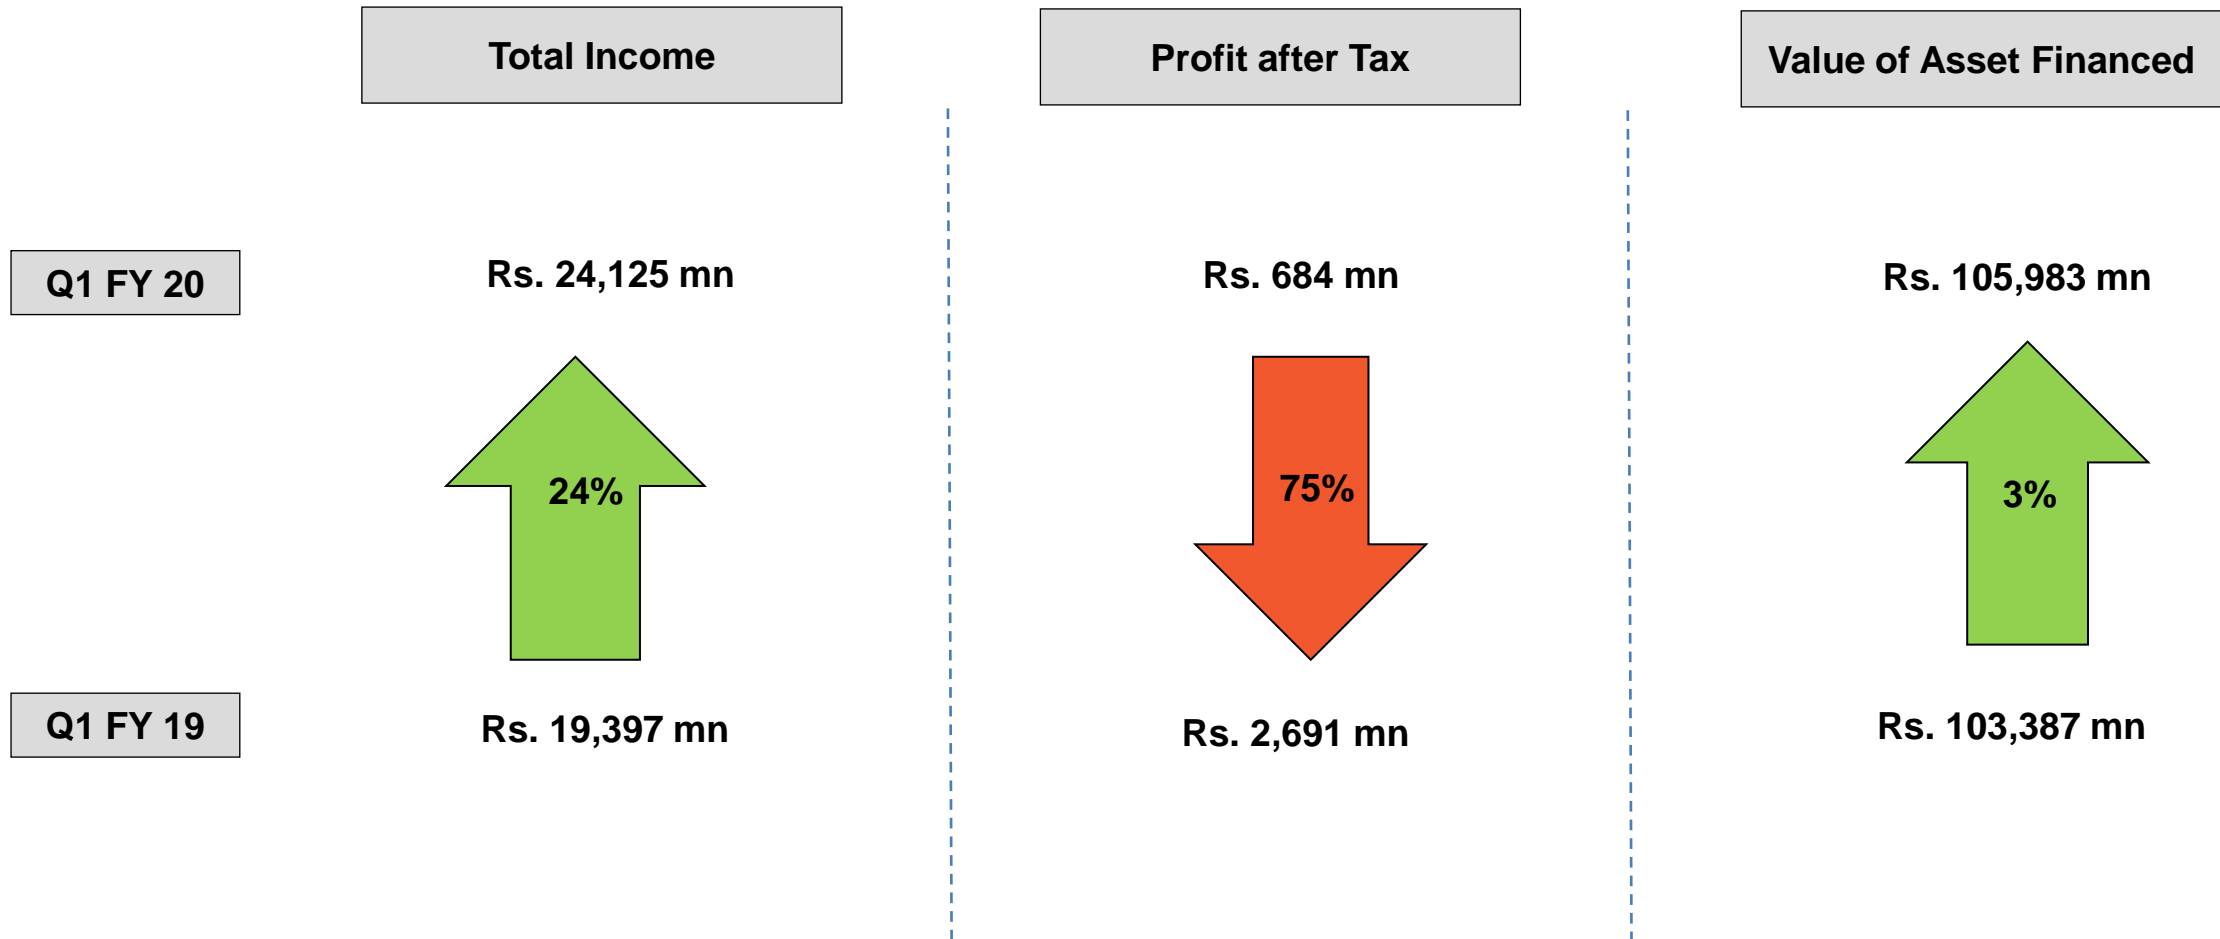 Total Income
Profit after Tax
Value of Asset Financed
Q1 FY 20
Rs. 24,125 mn
Rs. 684 mn
Rs. 105,983 mn
24%
75%
3%
Q1 FY 19
Rs. 19,397 mn
Rs. 2,691 mn
Rs. 103,387 mn